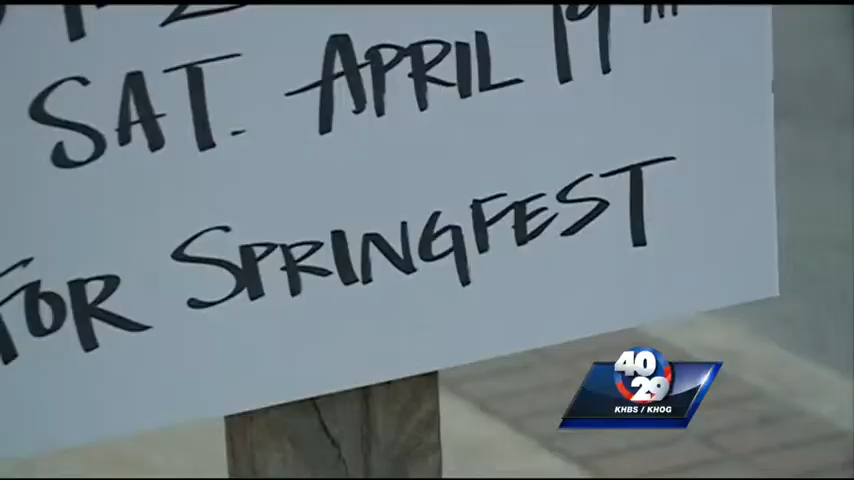 SAT. APRIL 19TH
FOR SPRINGFEST
40
29
KHBS / KHOG